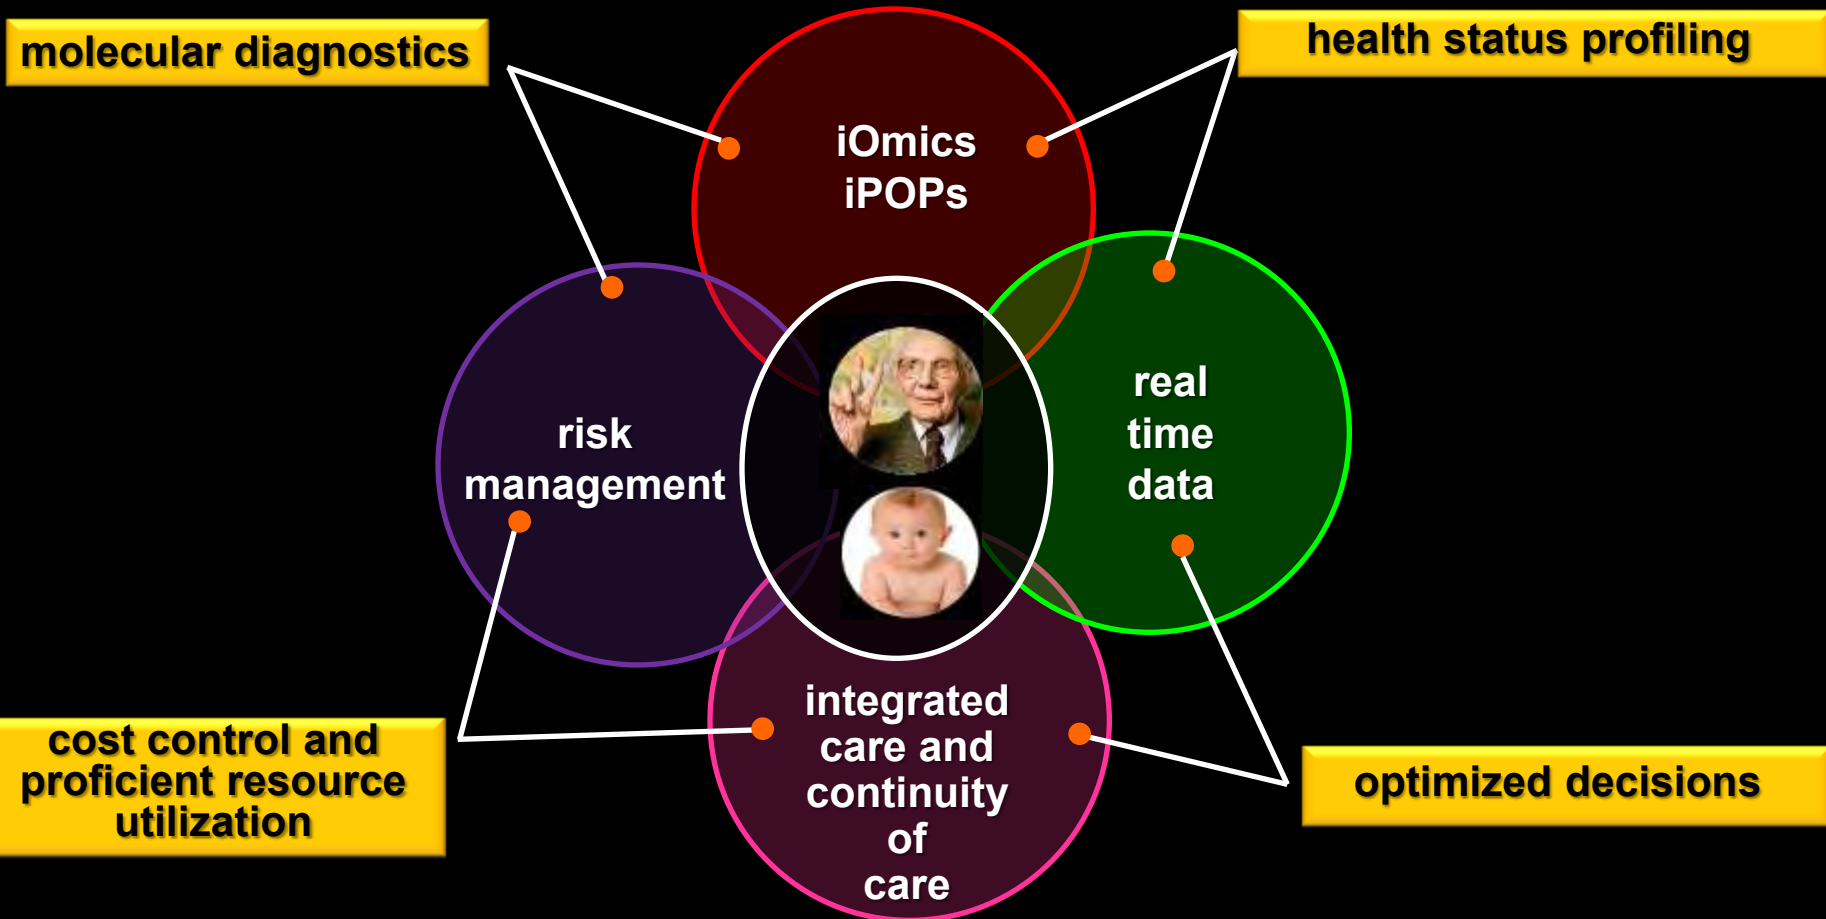 molecular diagnostics
health status profiling
iOmics
iPOPs
risk
management
real
time
data
integrated
care and
continuity
of
care
cost control and
proficient resource
utilization
optimized decisions